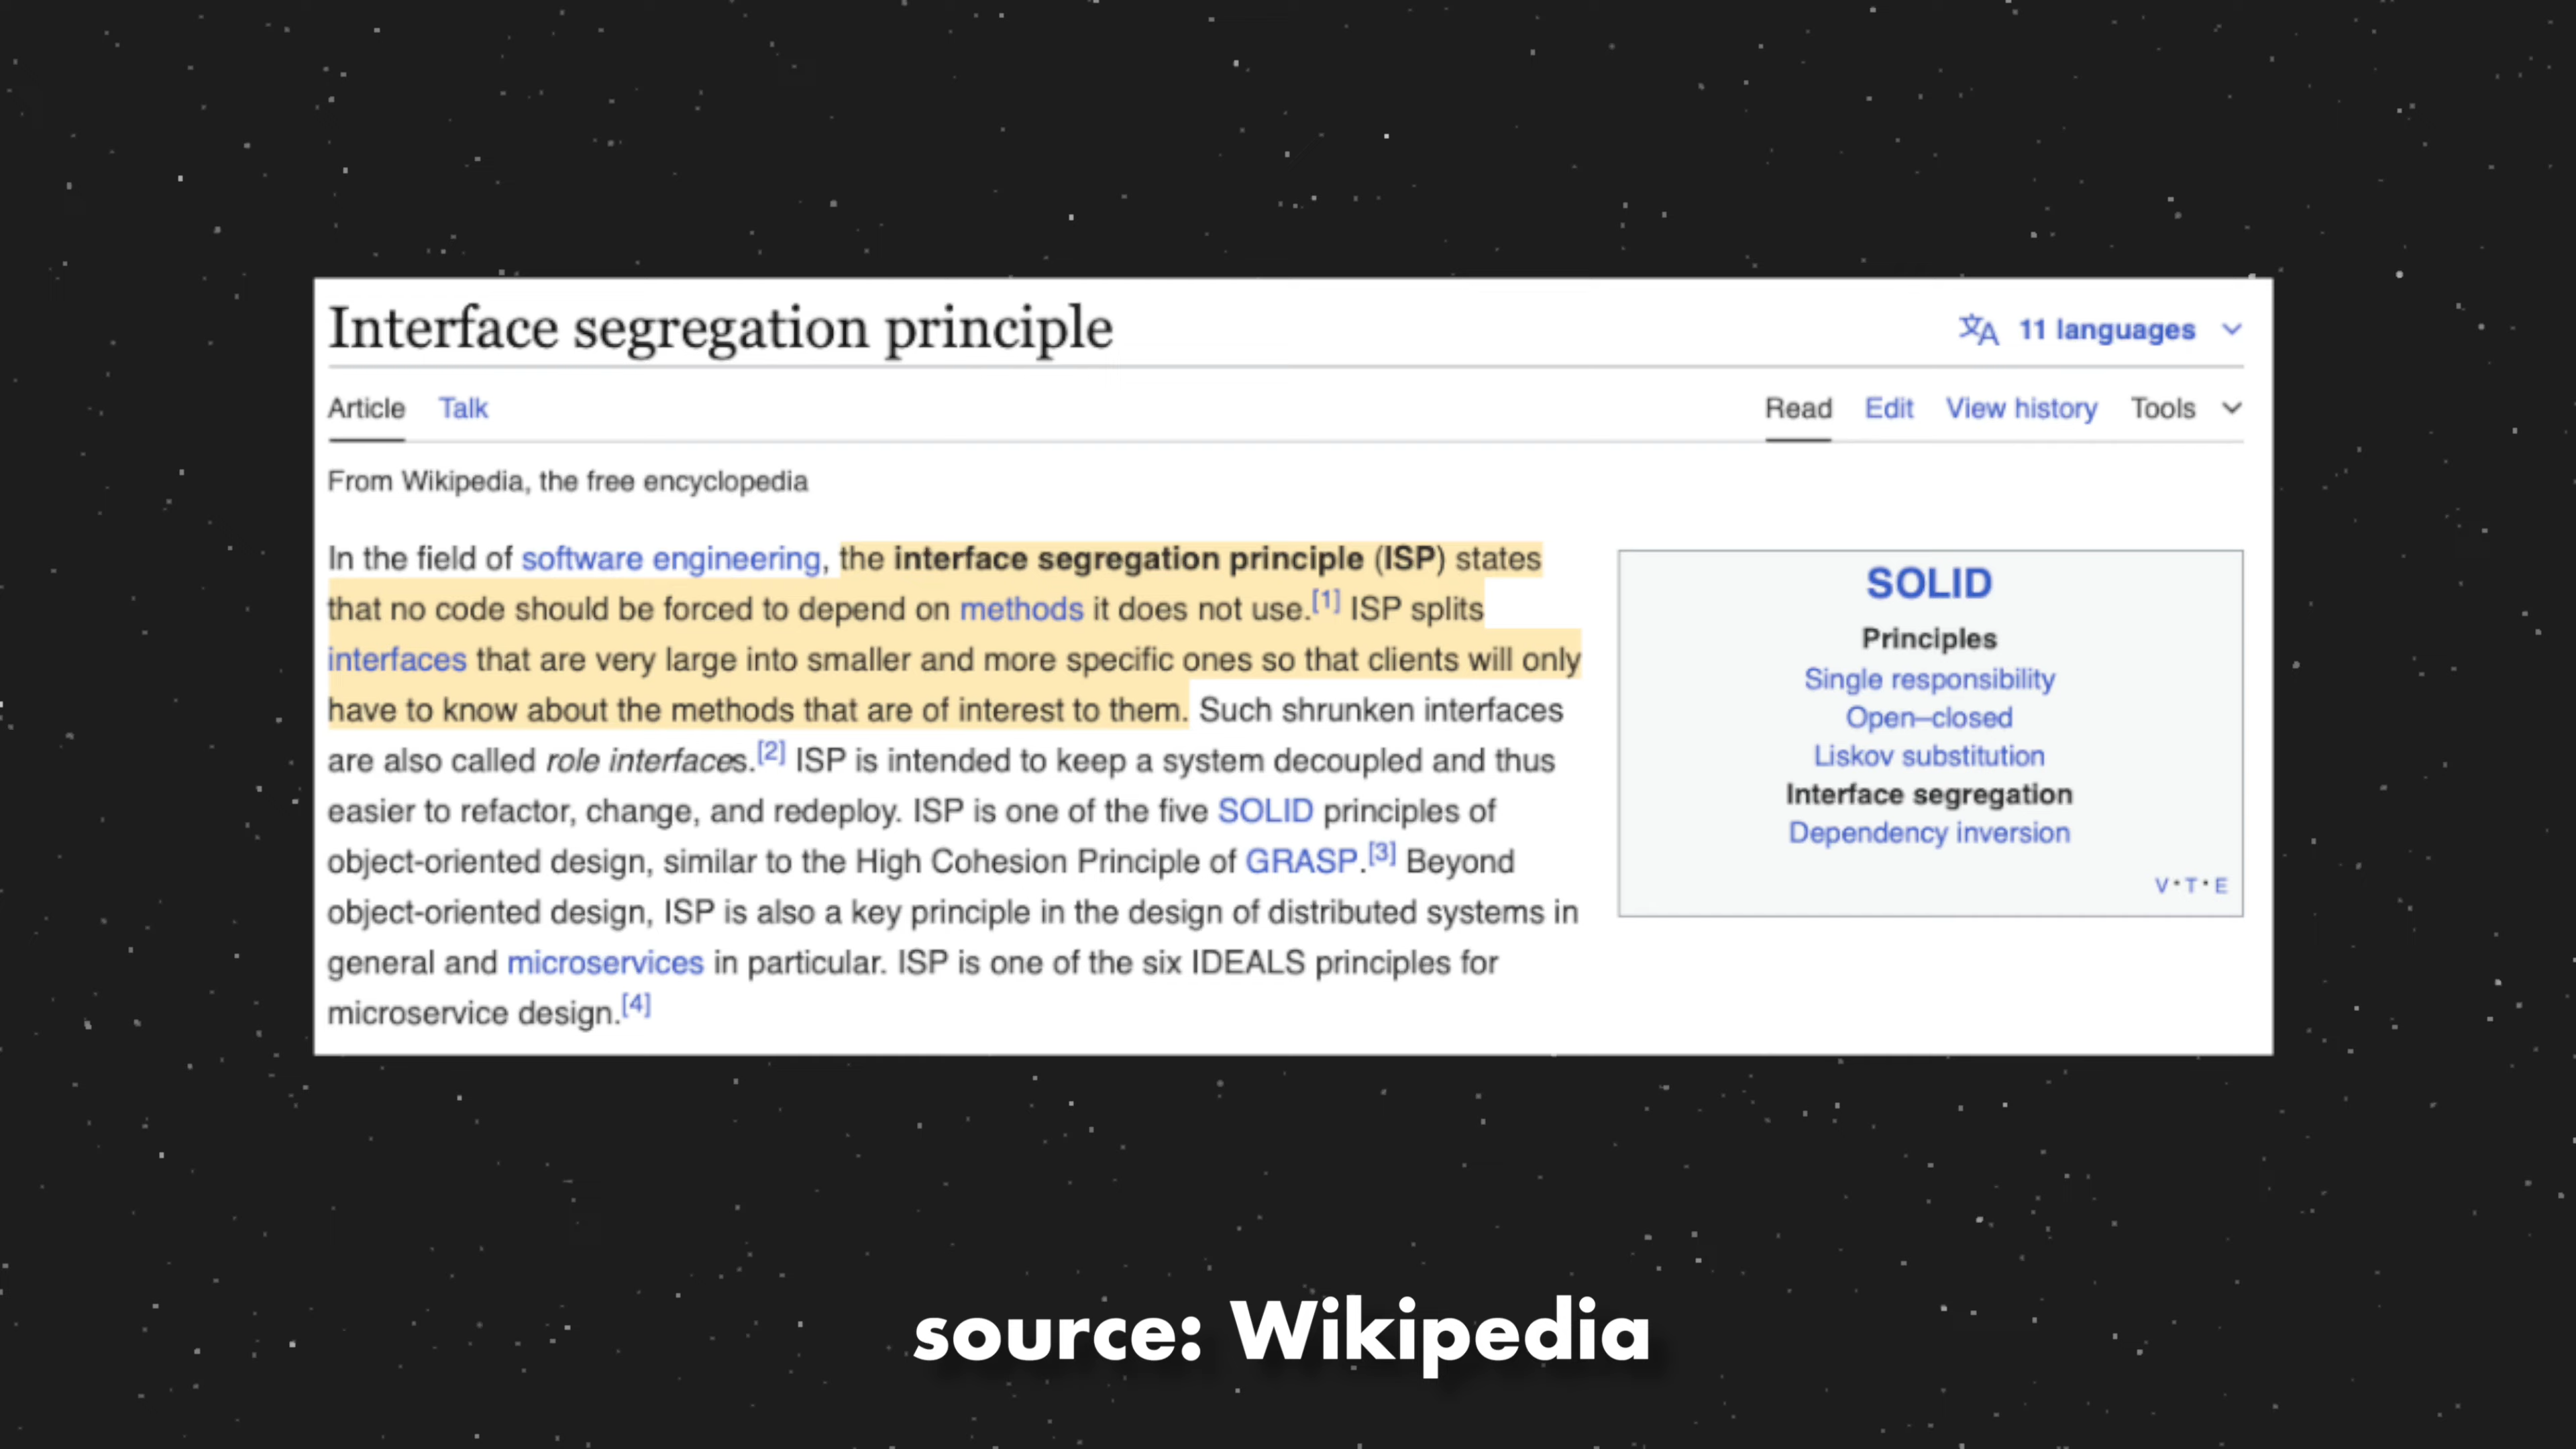 Interface segregation principle
11 languages
Article Talk
Read Edit View history Tools
From Wikipedia, the free encyclopedia
In the field of software engineering, the interface segregation principle (ISP) states
that no code should be forced to depend on methods it does not use.[1] ISP splits
interfaces that are very large into smaller and more specific ones so that clients will only
have to know about the methods that are of interest to them. Such shrunken interfaces
are also called role interfaces.[2] ISP is intended to keep a system decoupled and thus
easier to refactor, change, and redeploy. ISP is one of the five SOLID principles of
object-oriented design, similar to the High Cohesion Principle of GRASP.[3] Beyond
object-oriented design, ISP is also a key principle in the design of distributed systems in
general and microservices in particular. ISP is one of the six IDEALS principles for
microservice design.[4]
SOLID
Principles
Single responsibility
Open–closed
Liskov substitution
Interface segregation
Dependency inversion
V·T·E
source: Wikipedia